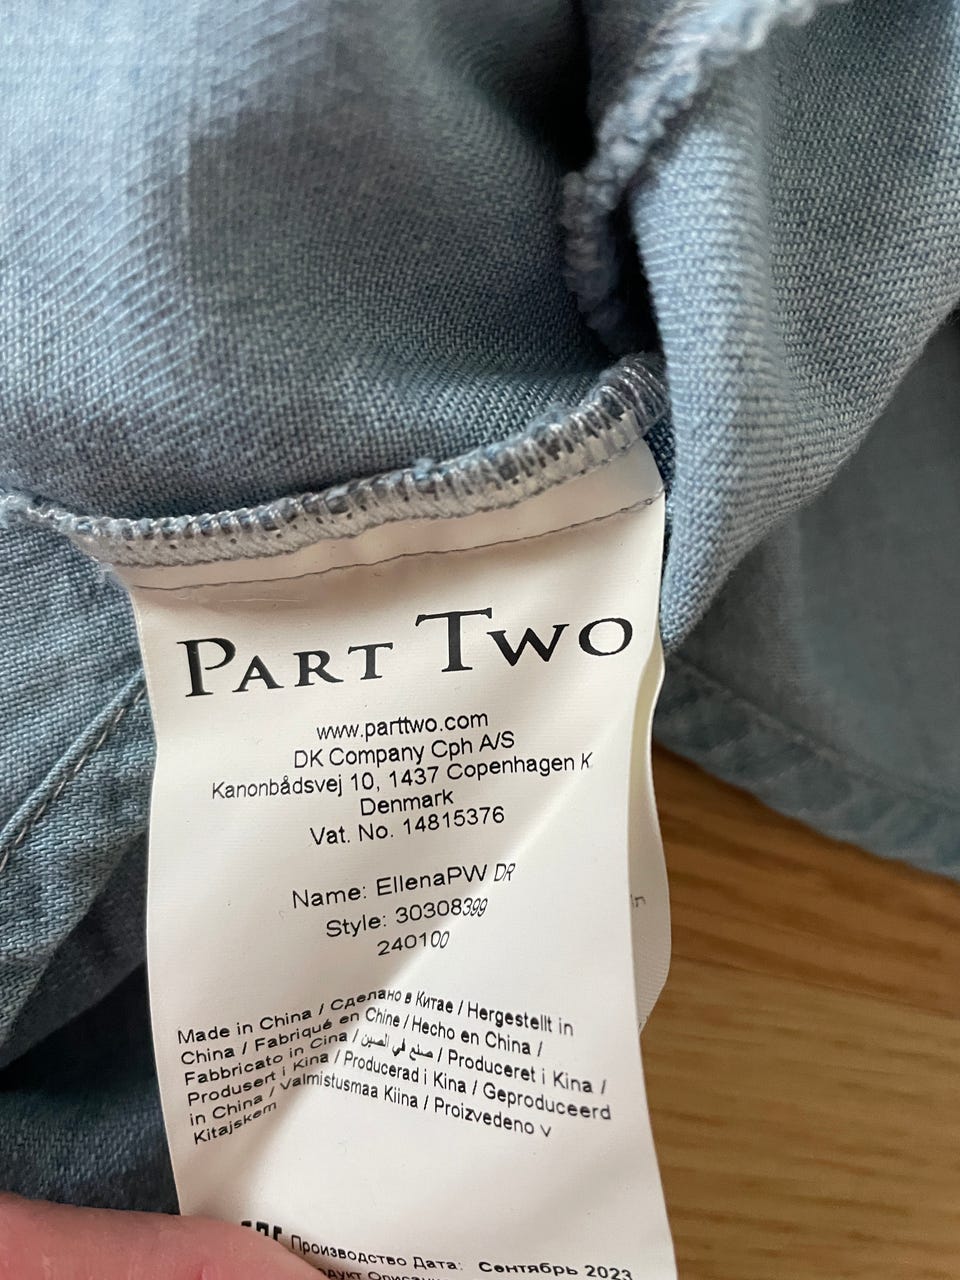 PART TWO
www.parttwo.com
DK Company Cph A/S
Kanonbådsvej 10, 1437 Copenhagen K
Denmark
Vat. No. 14815376
Name: EllenaPW DR
Style: 30308399
240100
Made in China / Сделано в Китае / Hergestellt in
China / Fabriqué en Chine / Hecho en China /
Fabbricato in Cina / صنع في الصين / Produceret i Kina /
Produsert i Kina / Producerad i Kina / Geproduceerd
in China / Valmistusmaa Kiina / Proizvedeno v
Kitajskem
Производство Дата: Сентябрь 2023
in